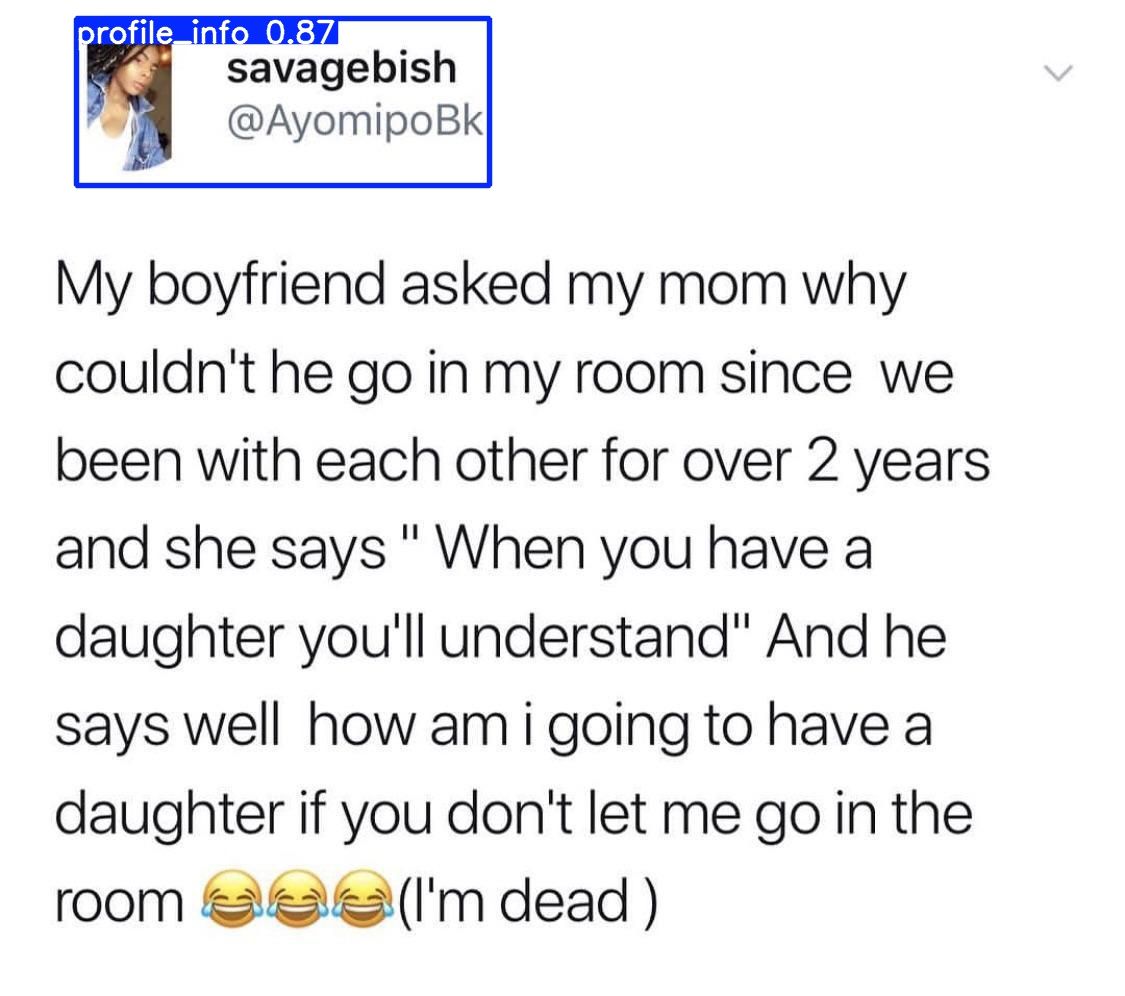 profile_info 0.87
savagebish
@AyomipoBk
My boyfriend asked my mom why
couldn't he go in my room since  we
been with each other for over 2 years
and she says " When you have a
daughter you'll understand" And he
says well  how am i going to have a
daughter if you don't let me go in the
room 😂😂😂(I'm dead )